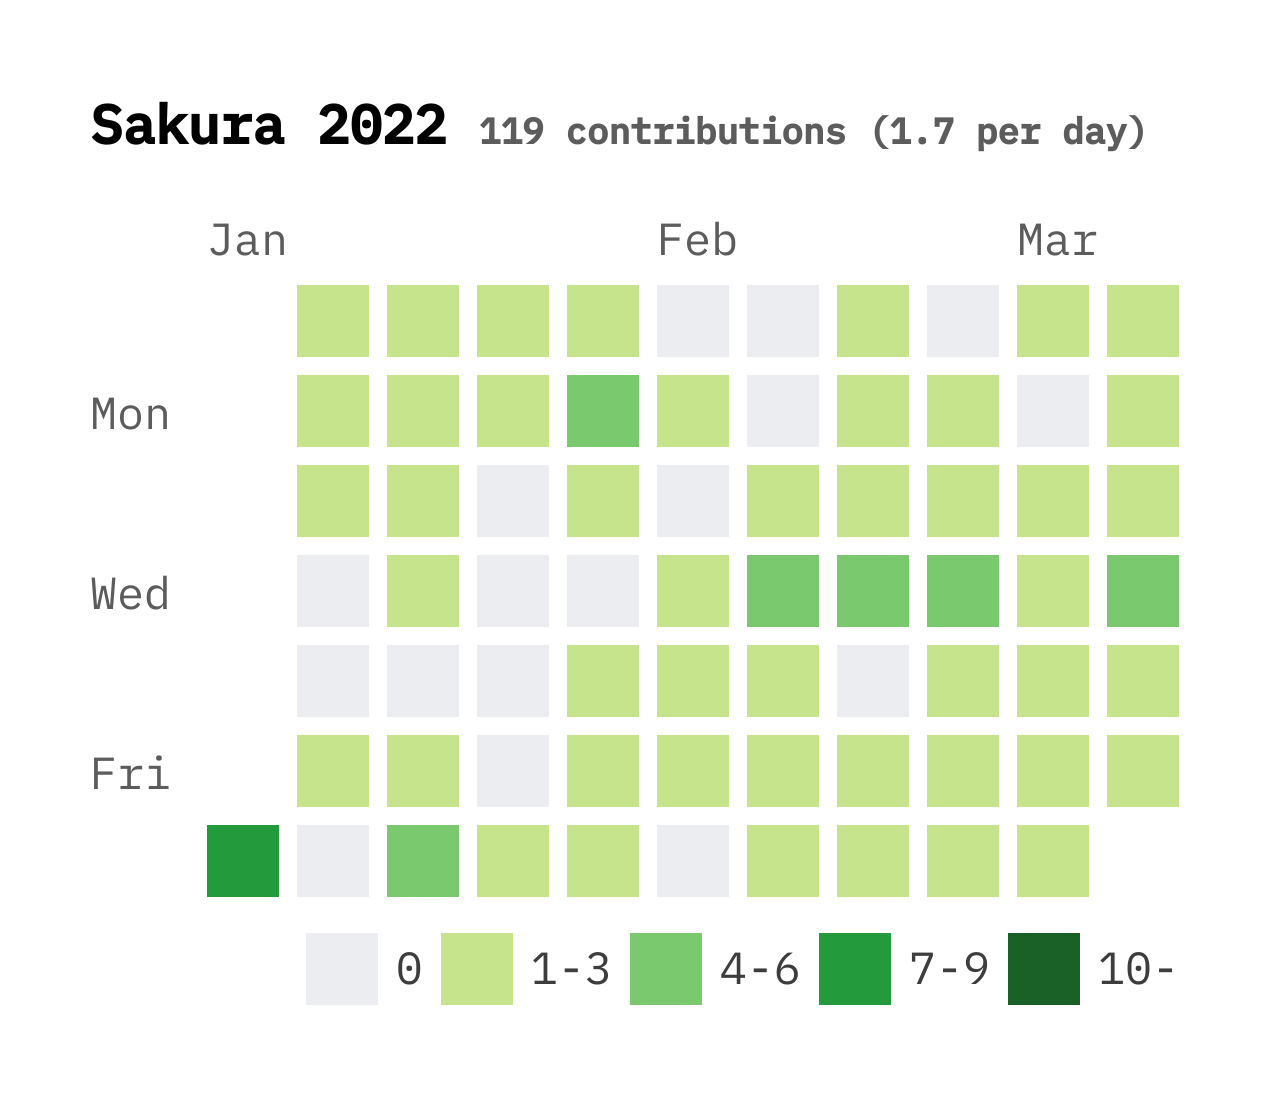 Sakura 2022 119 contributions (1.7 per day)
Jan Feb Mar
Mon
Wed
Fri
0 1-3 4-6 7-9 10-